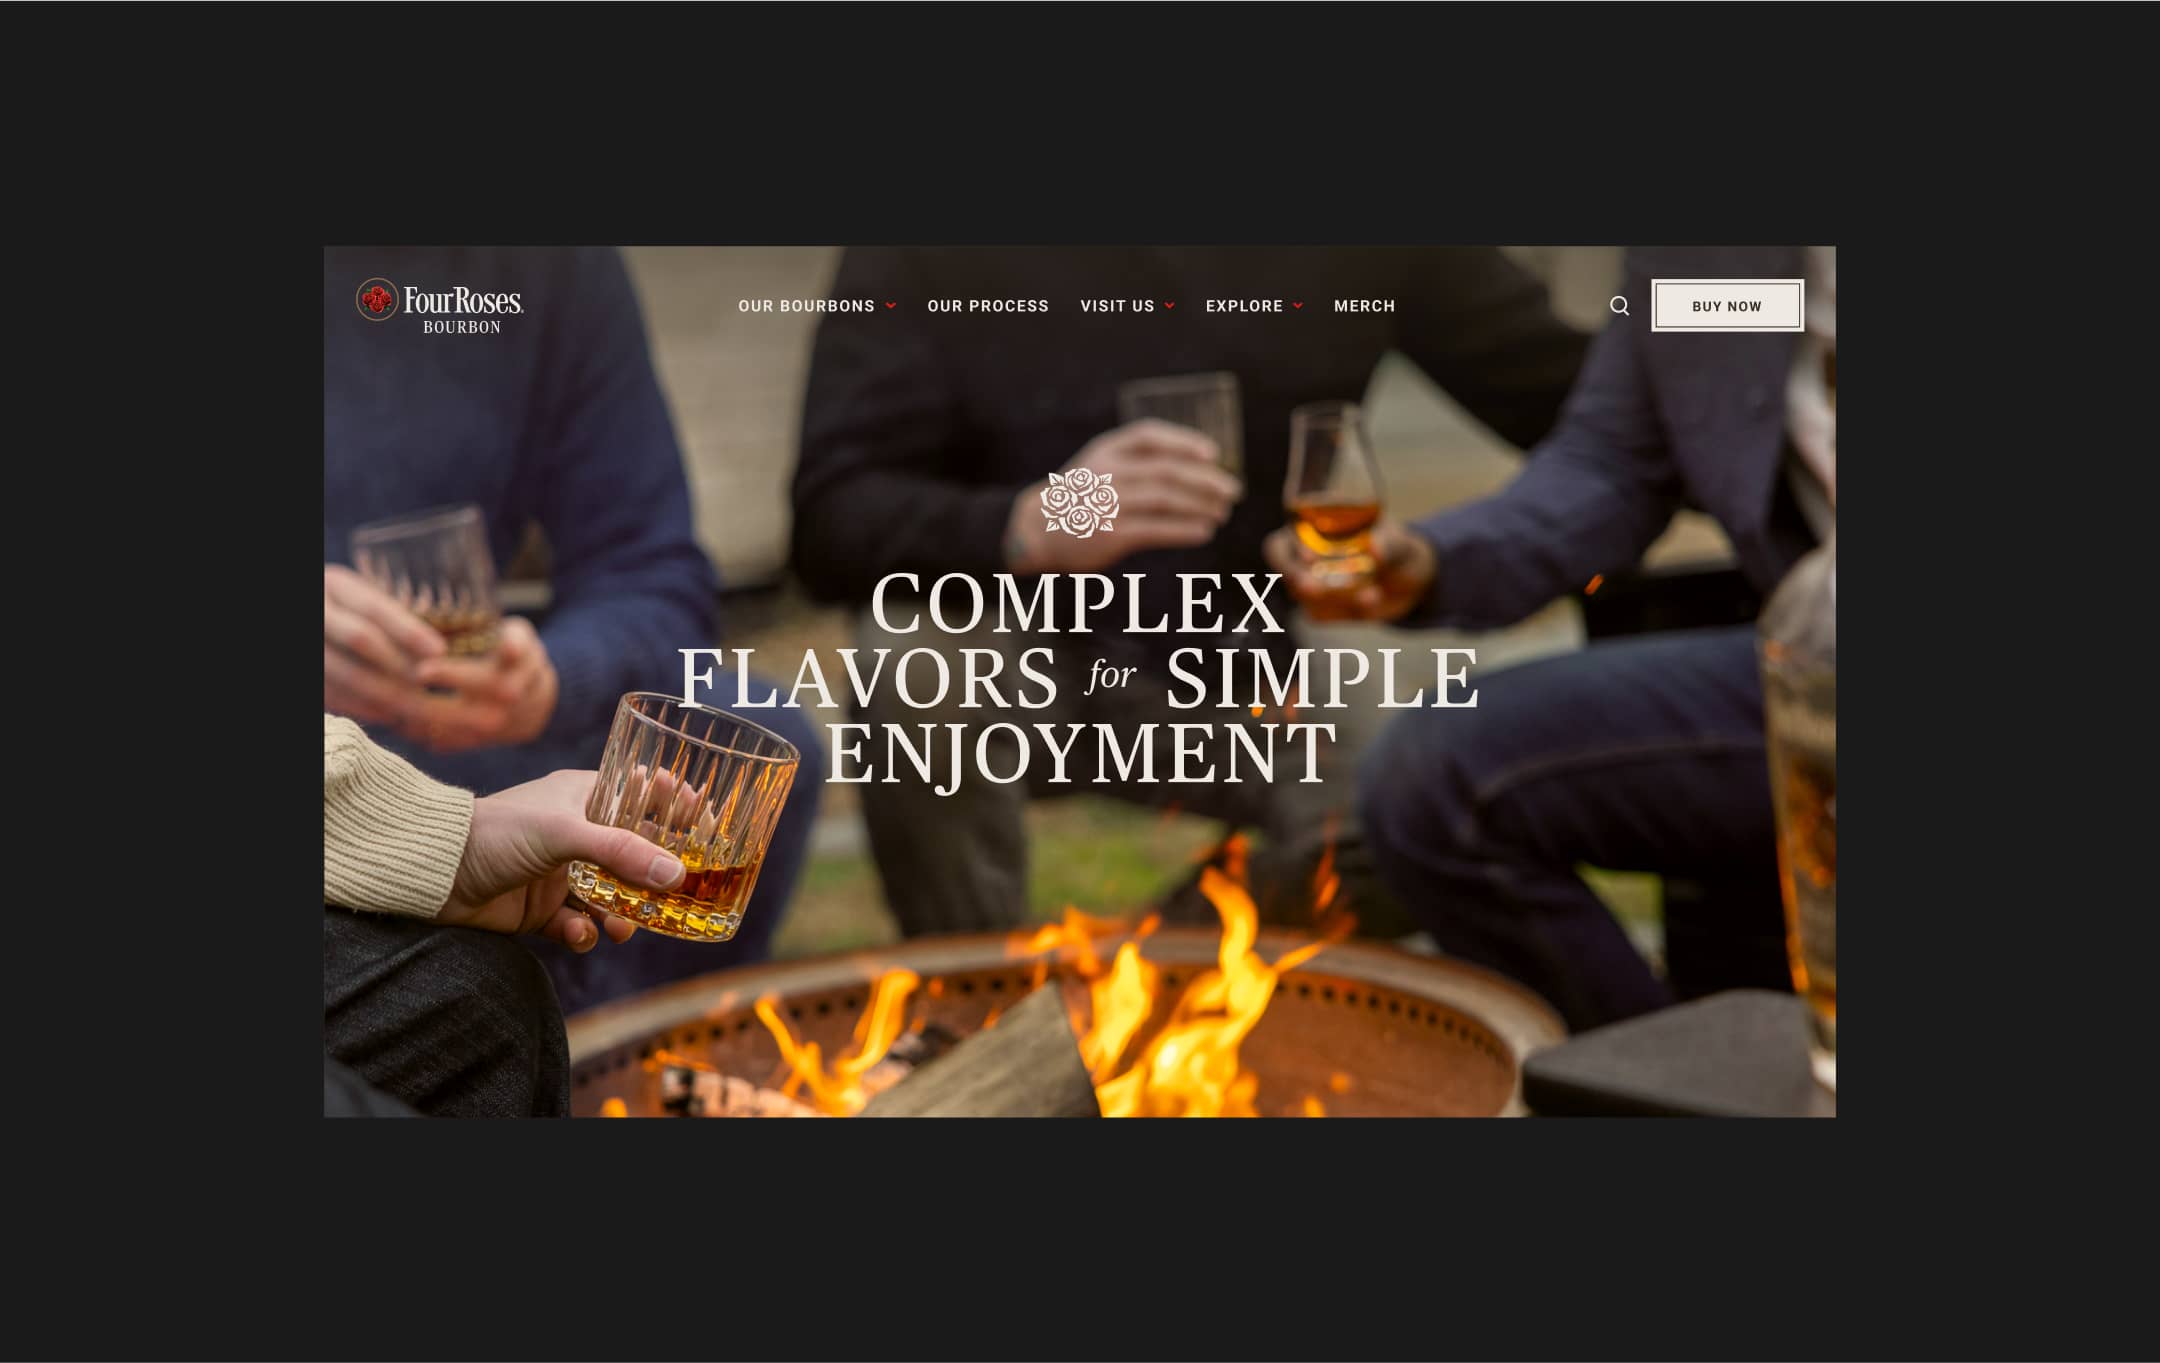 FourRoses
BOURBON
OUR BOURBONS
OUR PROCESS
VISIT US
EXPLORE
MERCH
BUY NOW
COMPLEX
FLAVORS for SIMPLE
ENJOYMENT